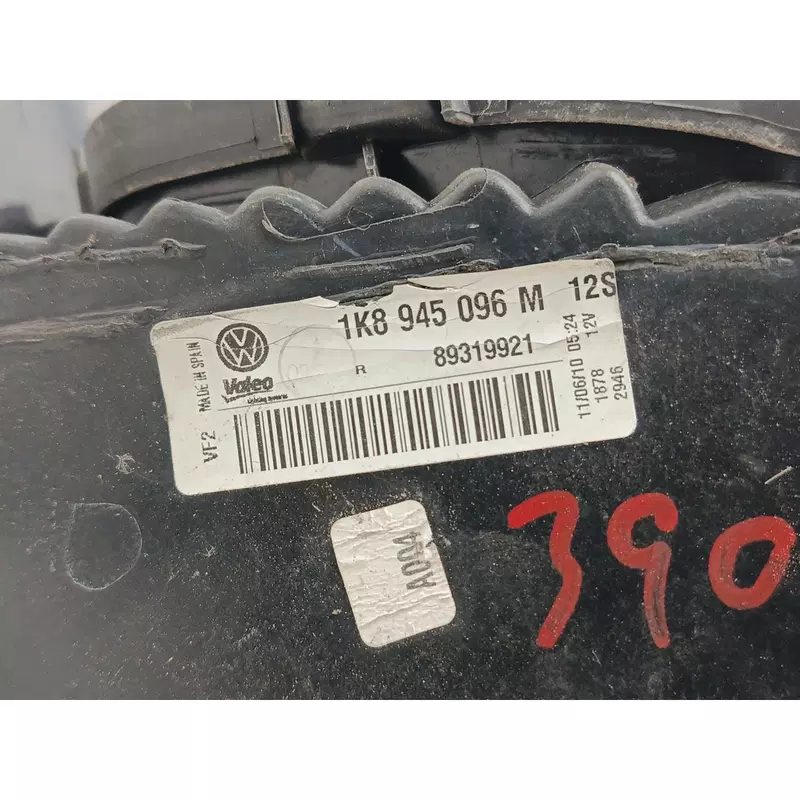 1K8 945 096 M 12S
R 89319921
Valeo
VF2 MADE IN SPAIN
11/06/10 05:24
1878 12V
2946
A004
390